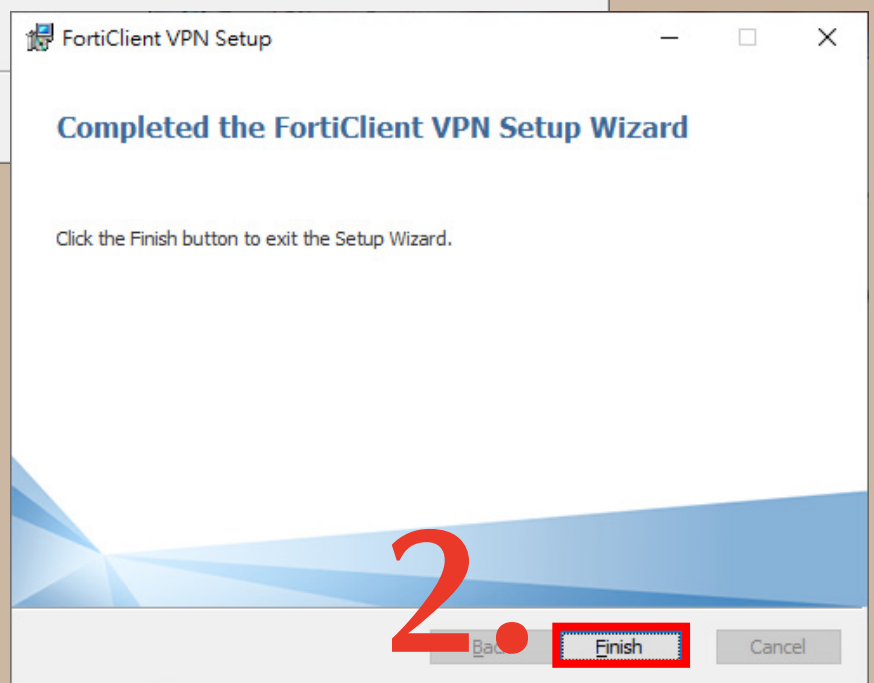 FortiClient VPN Setup
Completed the FortiClient VPN Setup Wizard
Click the Finish button to exit the Setup Wizard.
2.
Finish
Cancel